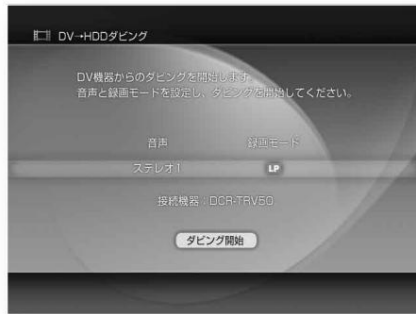 DV→HDDダビング
DV機器からのダビングを開始します。
音声と録画モードを設定し、ダビングを開始してください。
音声 録画モード
ステレオ1 LP
接続機器：DCR-TRV50
ダビング開始